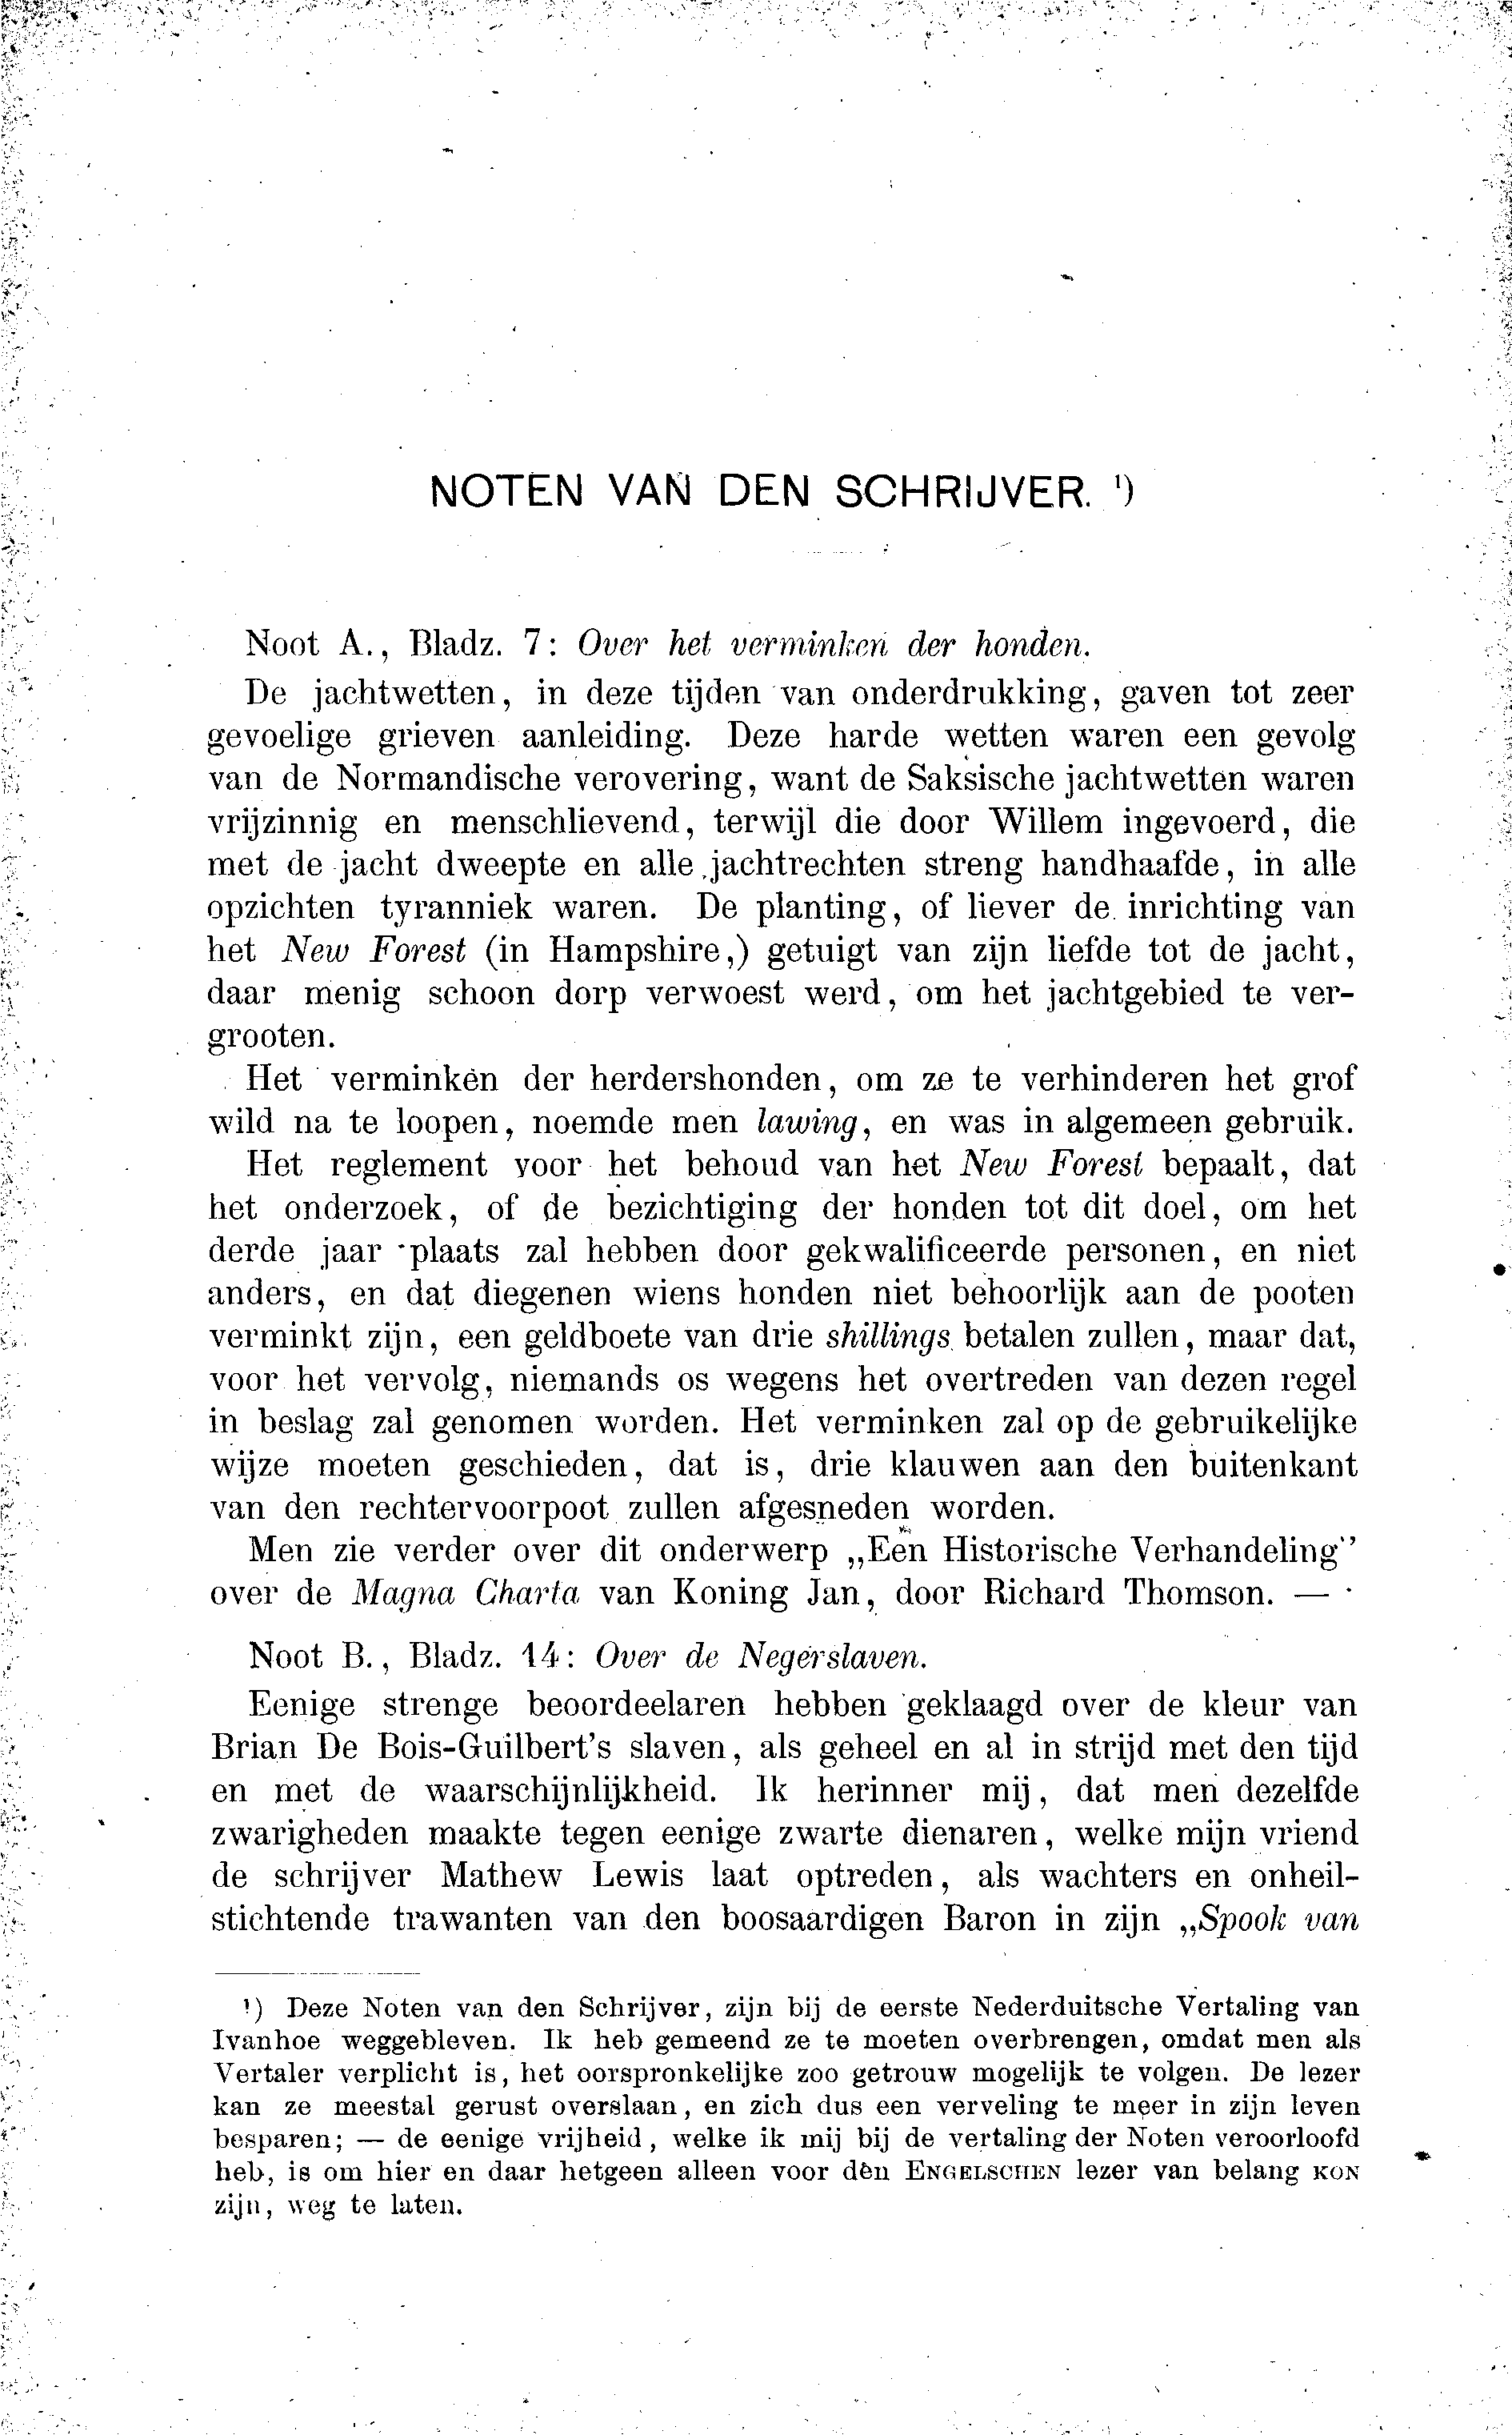 NOTEN VAN DEN SCHRIJVER. ¹)
Noot A., Bladz. 7: Over het verminken der honden.
De jachtwetten, in deze tijden van onderdrukking, gaven tot zeer
gevoelige grieven aanleiding. Deze harde wetten waren een gevolg
van de Normandische verovering, want de Saksische jachtwetten waren
vrijzinnig en menschlievend, terwijl die door Willem ingevoerd, die
met de jacht dweepte en alle jachtrechten streng handhaafde, in alle
opzichten tyranniek waren. De planting, of liever de inrichting van
het New Forest (in Hampshire,) getuigt van zijn liefde tot de jacht,
daar menig schoon dorp verwoest werd, om het jachtgebied te ver-
grooten.
Het verminken der herdershonden, om ze te verhinderen het grof
wild na te loopen, noemde men lawing, en was in algemeen gebruik.
Het reglement voor het behoud van het New Forest bepaalt, dat
het onderzoek, of de bezichtiging der honden tot dit doel, om het
derde jaar plaats zal hebben door gekwalificeerde personen, en niet
anders, en dat diegenen wiens honden niet behoorlijk aan de pooten
verminkt zijn, een geldboete van drie shillings betalen zullen, maar dat,
voor het vervolg, niemands os wegens het overtreden van dezen regel
in beslag zal genomen worden. Het verminken zal op de gebruikelijke
wijze moeten geschieden, dat is, drie klauwen aan den buitenkant
van den rechtervoorpoot zullen afgesneden worden.
Men zie verder over dit onderwerp „Een Historische Verhandeling”
over de Magna Charta van Koning Jan, door Richard Thomson. —
Noot B., Bladz. 14: Over de Negerslaven.
Eenige strenge beoordeelaren hebben geklaagd over de kleur van
Brian De Bois-Guilbert's slaven, als geheel en al in strijd met den tijd
en met de waarschijnlijkheid. Ik herinner mij, dat men dezelfde
zwarigheden maakte tegen eenige zwarte dienaren, welke mijn vriend
de schrijver Mathew Lewis laat optreden, als wachters en onheil-
stichtende trawanten van den boosaardigen Baron in zijn „Spook van
¹) Deze Noten van den Schrijver, zijn bij de eerste Nederduitsche Vertaling van
Ivanhoe weggebleven. Ik heb gemeend ze te moeten overbrengen, omdat men als
Vertaler verplicht is, het oorspronkelijke zoo getrouw mogelijk te volgen. De lezer
kan ze meestal gerust overslaan, en zich dus een verveling te meer in zijn leven
besparen; — de eenige vrijheid, welke ik mij bij de vertaling der Noten veroorloofd
heb, is om hier en daar hetgeen alleen voor den ENGELSCHEN lezer van belang KON
zijn, weg te laten.